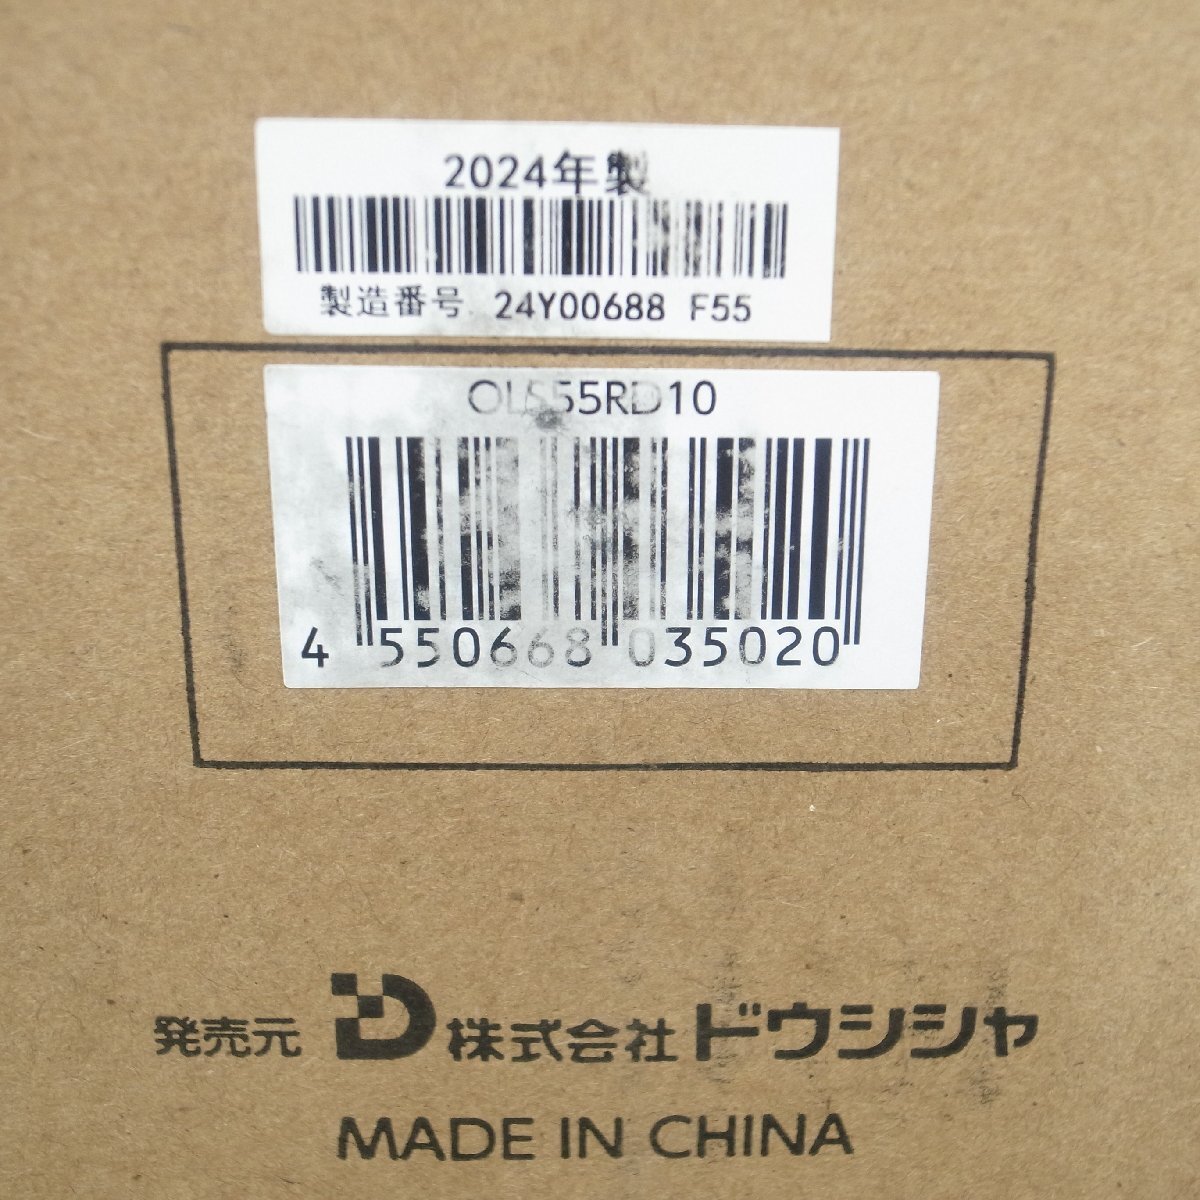 2024年製
製造番号 24Y00688 F55
OLS55RD10
4 550668 035020
発売元 株式会社ドウシシャ
MADE IN CHINA